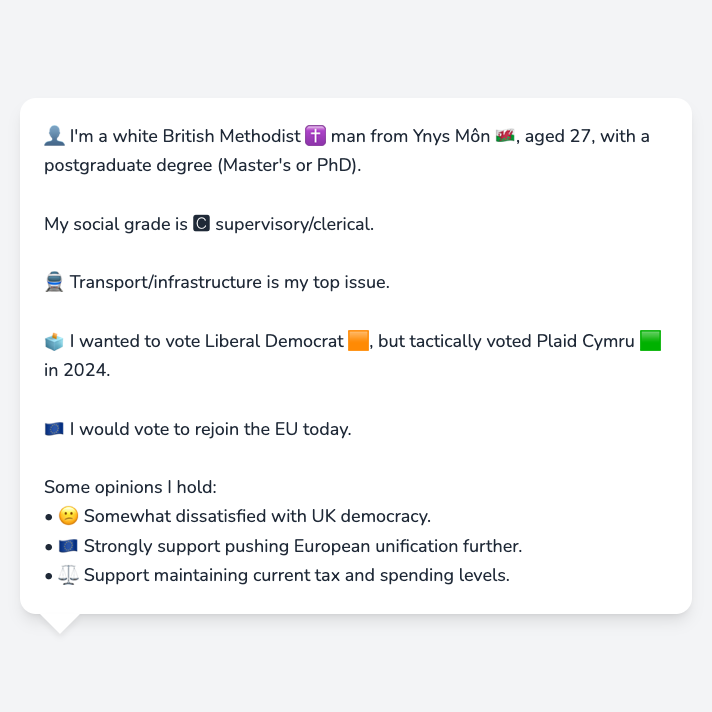 👤 I'm a white British Methodist ✝️ man from Ynys Môn 🏴󠁧󠁢󠁷󠁬󠁳󠁿, aged 27, with a
postgraduate degree (Master's or PhD).
My social grade is 🅲 supervisory/clerical.
🚆 Transport/infrastructure is my top issue.
🗳️ I wanted to vote Liberal Democrat 🟧, but tactically voted Plaid Cymru 🟩
in 2024.
🇪🇺 I would vote to rejoin the EU today.
Some opinions I hold:
• 😕 Somewhat dissatisfied with UK democracy.
• 🇪🇺 Strongly support pushing European unification further.
• ⚖️ Support maintaining current tax and spending levels.